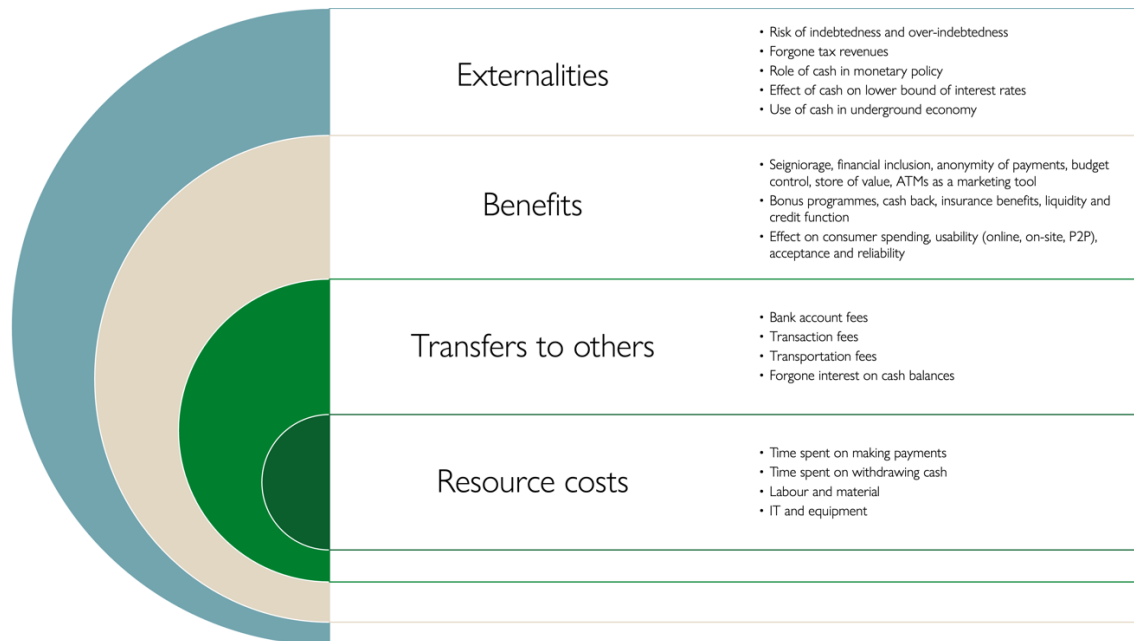 Externalities
• Risk of indebtedness and over-indebtedness
• Forgone tax revenues
• Role of cash in monetary policy
• Effect of cash on lower bound of interest rates
• Use of cash in underground economy
Benefits
• Seigniorage, financial inclusion, anonymity of payments, budget
control, store of value, ATMs as a marketing tool
• Bonus programmes, cash back, insurance benefits, liquidity and
credit function
• Effect on consumer spending, usability (online, on-site, P2P),
acceptance and reliability
Transfers to others
• Bank account fees
• Transaction fees
• Transportation fees
• Forgone interest on cash balances
Resource costs
• Time spent on making payments
• Time spent on withdrawing cash
• Labour and material
• IT and equipment